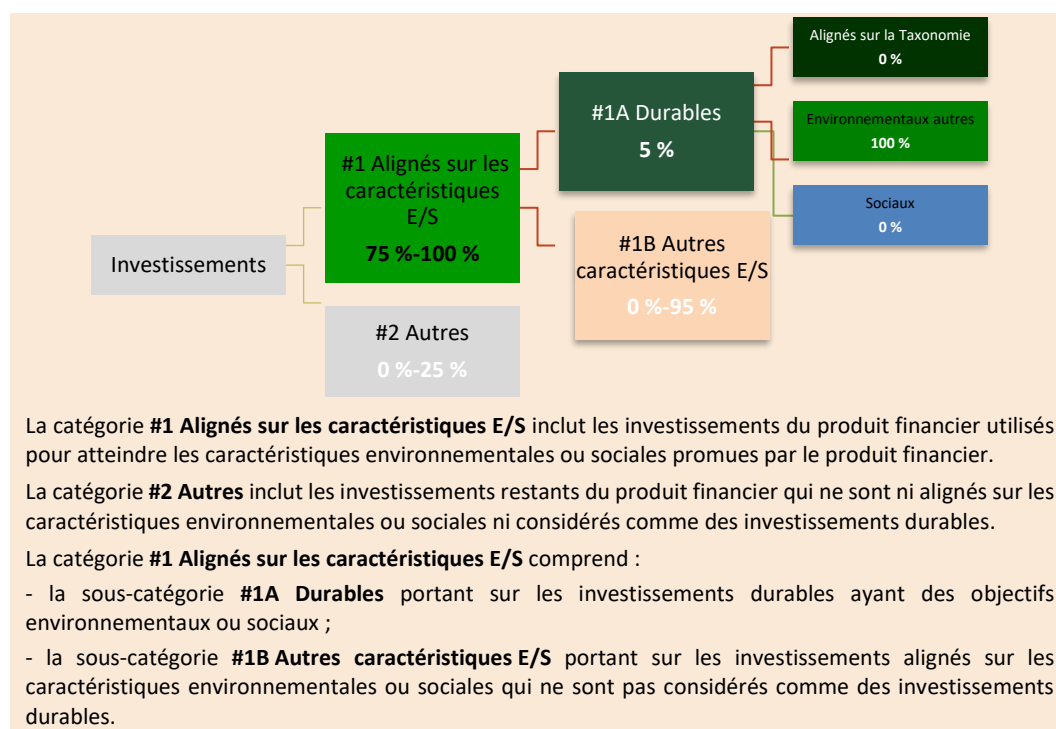 Alignés sur la Taxonomie
0 %
#1A Durables
5 %
Environnementaux autres
100 %
#1 Alignés sur les
caractéristiques
E/S
75 %-100 %
Sociaux
0 %
#1B Autres
caractéristiques E/S
0 %-95 %
Investissements
#2 Autres
0 %-25 %
La catégorie #1 Alignés sur les caractéristiques E/S inclut les investissements du produit financier utilisés
pour atteindre les caractéristiques environnementales ou sociales promues par le produit financier.
La catégorie #2 Autres inclut les investissements restants du produit financier qui ne sont ni alignés sur les
caractéristiques environnementales ou sociales ni considérés comme des investissements durables.
La catégorie #1 Alignés sur les caractéristiques E/S comprend :
- la sous-catégorie #1A Durables portant sur les investissements durables ayant des objectifs
environnementaux ou sociaux ;
- la sous-catégorie #1B Autres caractéristiques E/S portant sur les investissements alignés sur les
caractéristiques environnementales ou sociales qui ne sont pas considérés comme des investissements
durables.